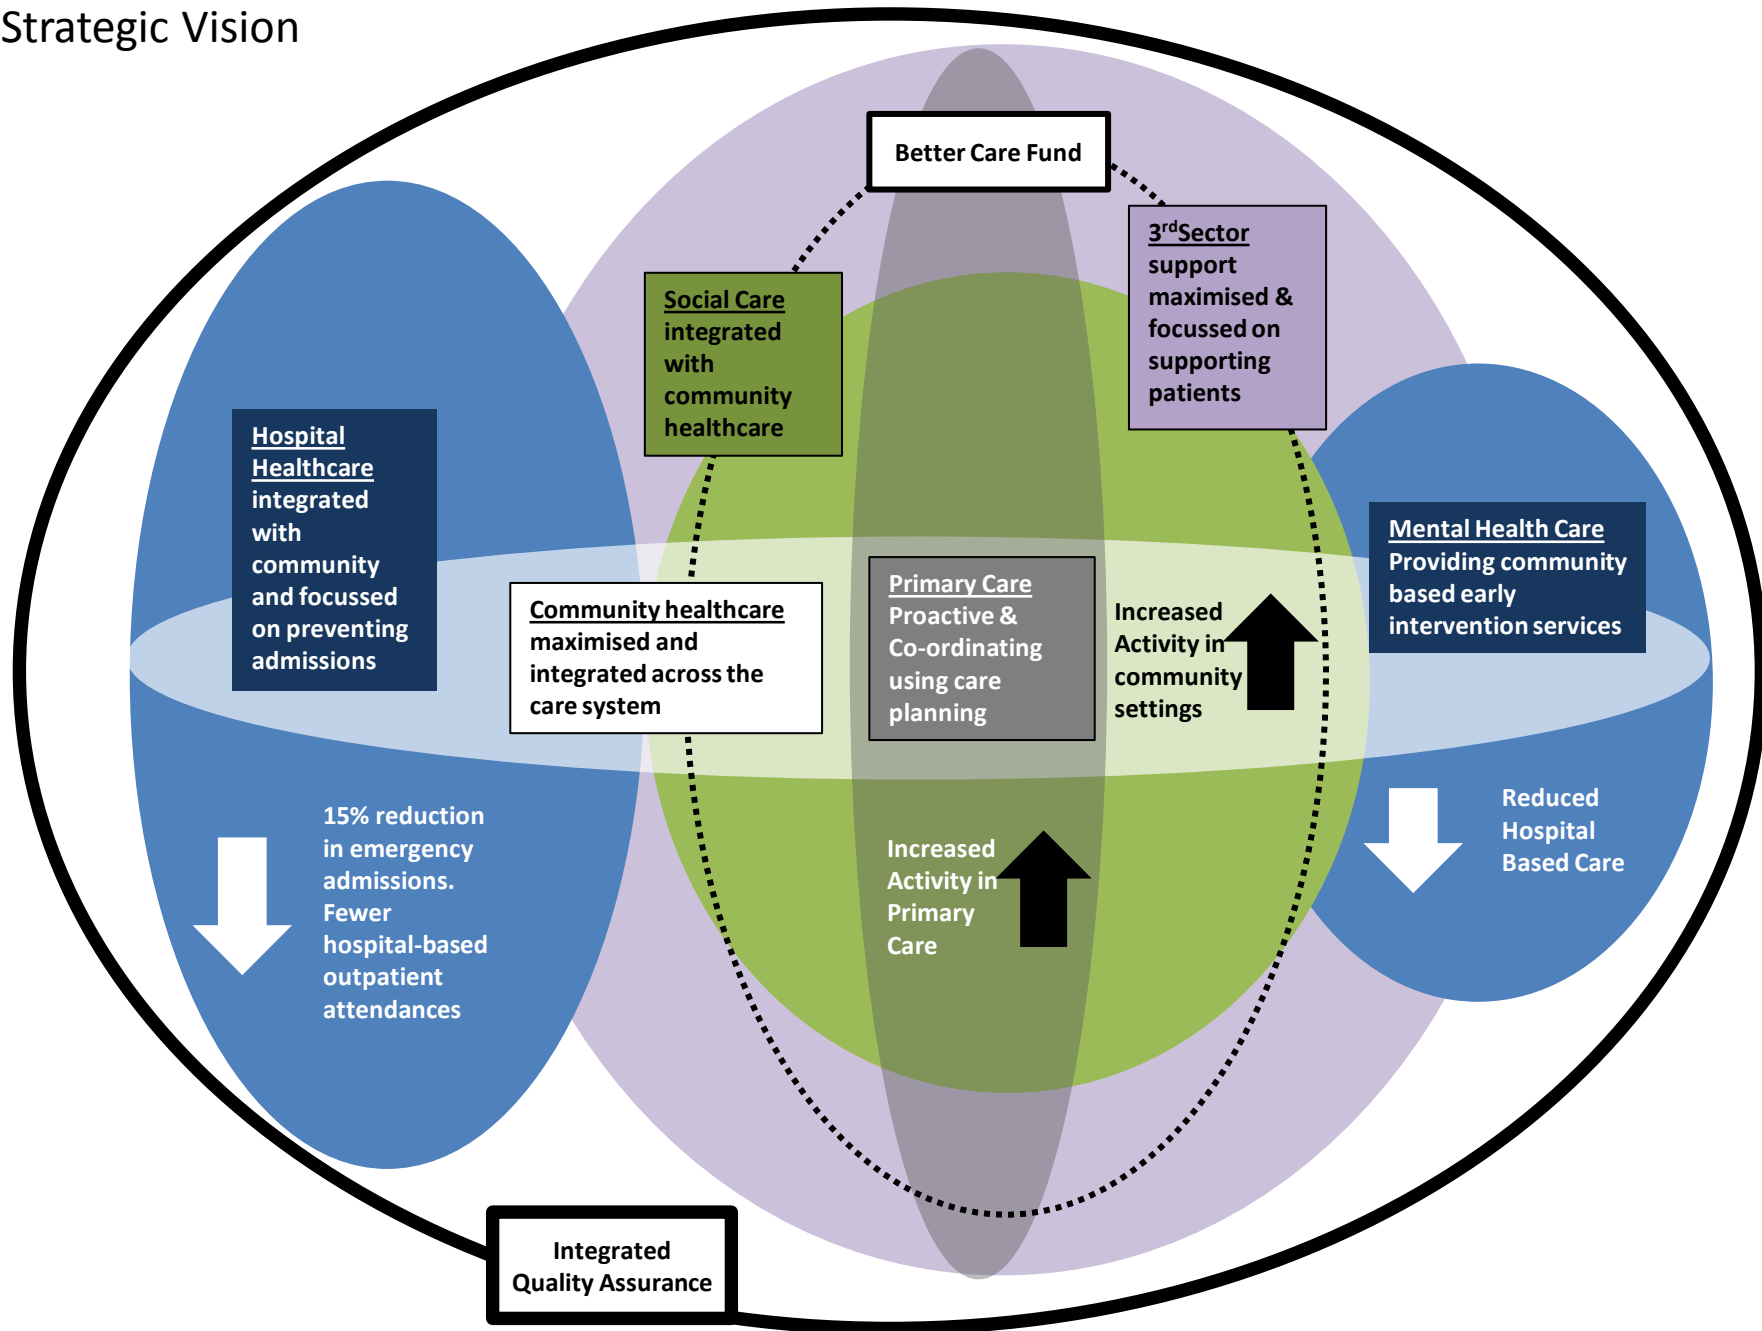 Strategic Vision
Better Care Fund
3rdSector
support
maximised &
focussed on
supporting
patients
Social Care
integrated
with
community
healthcare
Hospital
Healthcare
integrated
with
community
and focussed
on preventing
admissions
Mental Health Care
Providing community
based early
intervention services
Community healthcare
maximised and
integrated across the
care system
Primary Care
Proactive &
Co-ordinating
using care
planning
Increased
Activity in
community
settings
15% reduction
in emergency
admissions.
Fewer
hospital-based
outpatient
attendances
Increased
Activity in
Primary
Care
Reduced
Hospital
Based Care
Integrated
Quality Assurance